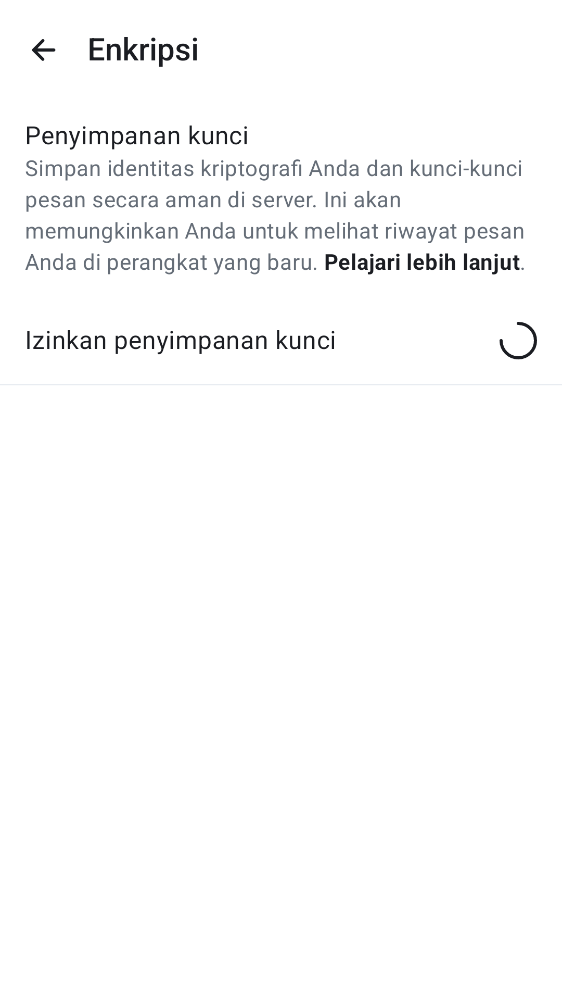 Enkripsi
Penyimpanan kunci
Simpan identitas kriptografi Anda dan kunci-kunci
pesan secara aman di server. Ini akan
memungkinkan Anda untuk melihat riwayat pesan
Anda di perangkat yang baru. Pelajari lebih lanjut.
Izinkan penyimpanan kunci